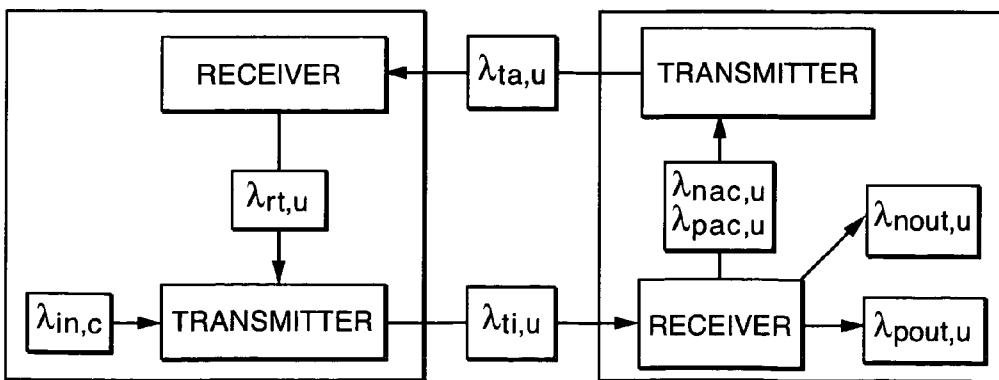 RECEIVER
λta,u
TRANSMITTER
λrt,u
λnac,u
λpac,u
λnout,u
λin,c
TRANSMITTER
λti,u
RECEIVER
λpout,u